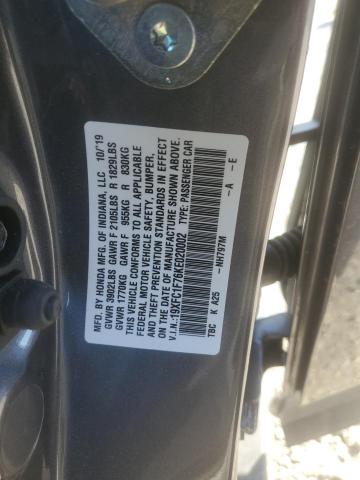 MFD. BY HONDA MFG. OF INDIANA, LLC 10/'19
GVWR 3902LBS GAWR F 2105LBS R 1829LBS
GVWR 1770KG GAWR F 955KG R 830KG
THIS VEHICLE CONFORMS TO ALL APPLICABLE
FEDERAL MOTOR VEHICLE SAFETY, BUMPER,
AND THEFT PREVENTION STANDARDS IN EFFECT
ON THE DATE OF MANUFACTURE SHOWN ABOVE.
V.I.N.: 19XFC1F76KE202002 TYPE: PASSENGER CAR
TBC K A25 -NH797M -A -E